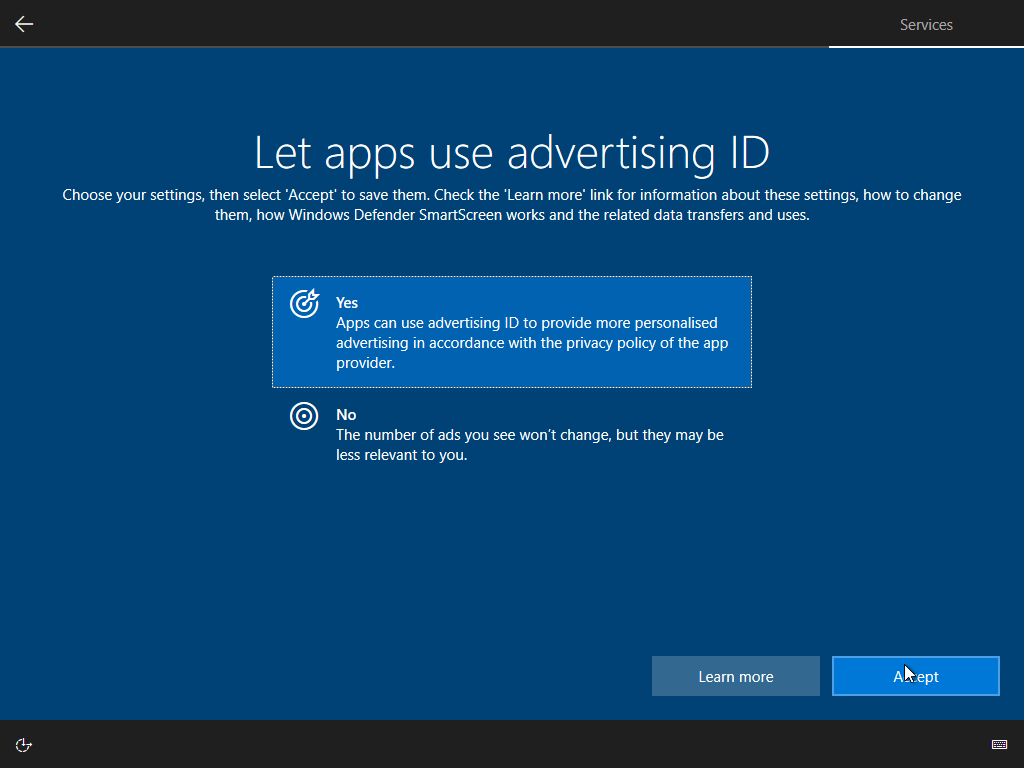 Services
Let apps use advertising ID
Choose your settings, then select 'Accept' to save them. Check the 'Learn more' link for information about these settings, how to change
them, how Windows Defender SmartScreen works and the related data transfers and uses.
Yes
Apps can use advertising ID to provide more personalised
advertising in accordance with the privacy policy of the app
provider.
No
The number of ads you see won’t change, but they may be
less relevant to you.
Learn more
Accept